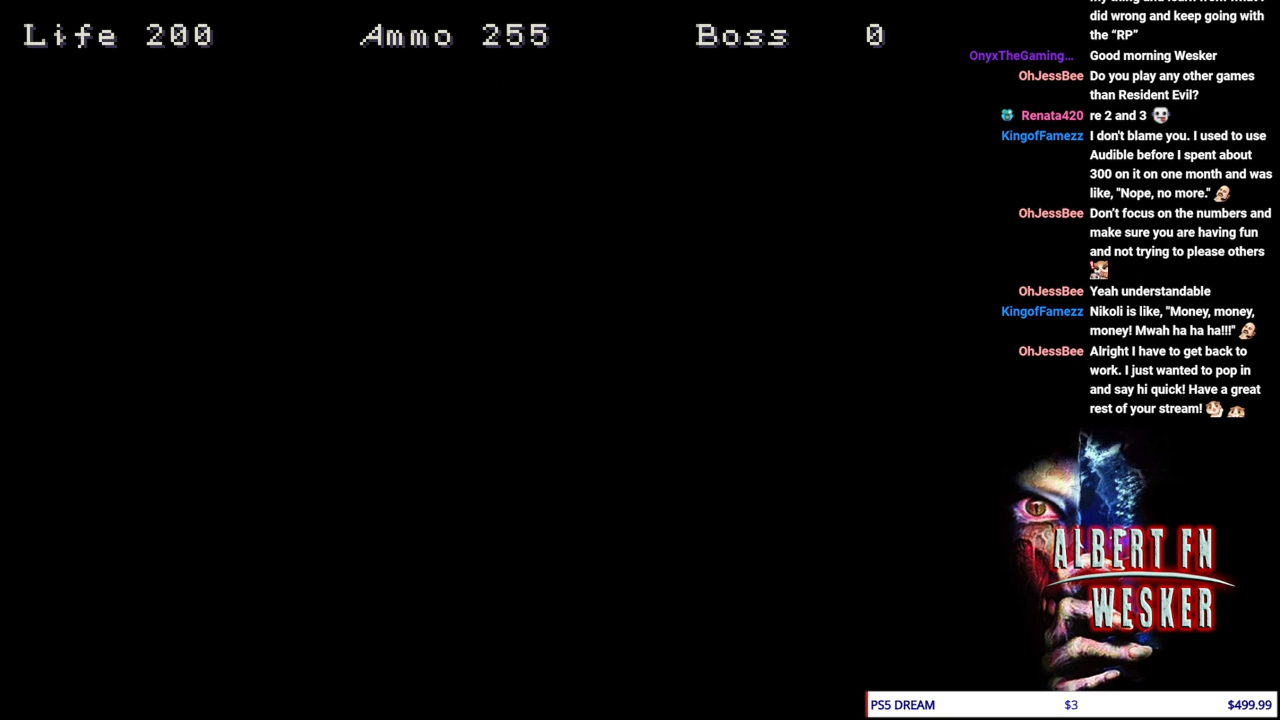 Life 200 Ammo 255 Boss 0
did wrong and keep going with
the “RP”
OnyxTheGaming... Good morning Wesker
OhJessBee Do you play any other games
than Resident Evil?
Renata420 re 2 and 3
KingofFamezz I don't blame you. I used to use
Audible before I spent about
300 on it on one month and was
like, "Nope, no more."
OhJessBee Don’t focus on the numbers and
make sure you are having fun
and not trying to please others
OhJessBee Yeah understandable
KingofFamezz Nikoli is like, "Money, money,
money! Mwah ha ha ha!!!"
OhJessBee Alright I have to get back to
work. I just wanted to pop in
and say hi quick! Have a great
rest of your stream!
ALBERT FN
WESKER
PS5 DREAM $3 $499.99